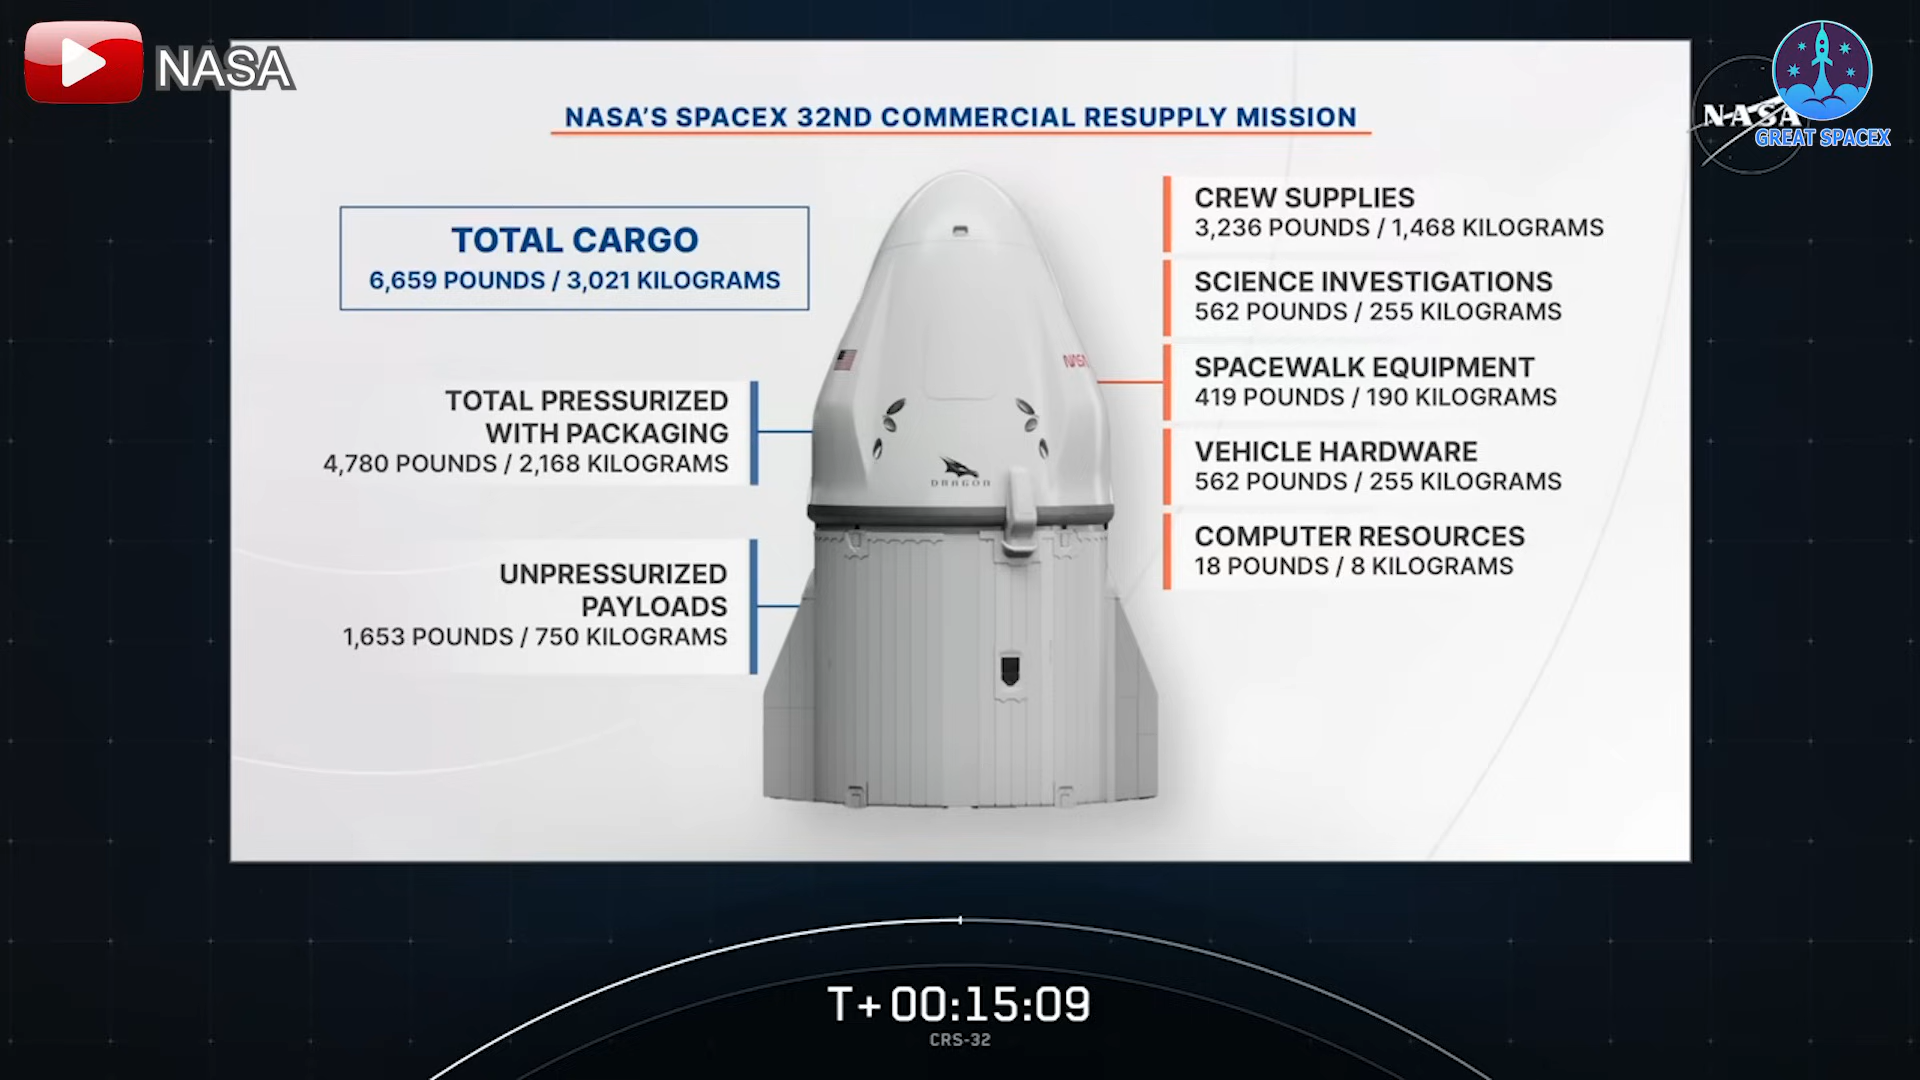 NASA
NASA
GREAT SPACEX
NASA'S SPACEX 32ND COMMERCIAL RESUPPLY MISSION
TOTAL CARGO
6,659 POUNDS / 3,021 KILOGRAMS
TOTAL PRESSURIZED
WITH PACKAGING
4,780 POUNDS / 2,168 KILOGRAMS
UNPRESSURIZED
PAYLOADS
1,653 POUNDS / 750 KILOGRAMS
NASA
DRAGON
CREW SUPPLIES
3,236 POUNDS / 1,468 KILOGRAMS
SCIENCE INVESTIGATIONS
562 POUNDS / 255 KILOGRAMS
SPACEWALK EQUIPMENT
419 POUNDS / 190 KILOGRAMS
VEHICLE HARDWARE
562 POUNDS / 255 KILOGRAMS
COMPUTER RESOURCES
18 POUNDS / 8 KILOGRAMS
T+00:15:09
CRS-32